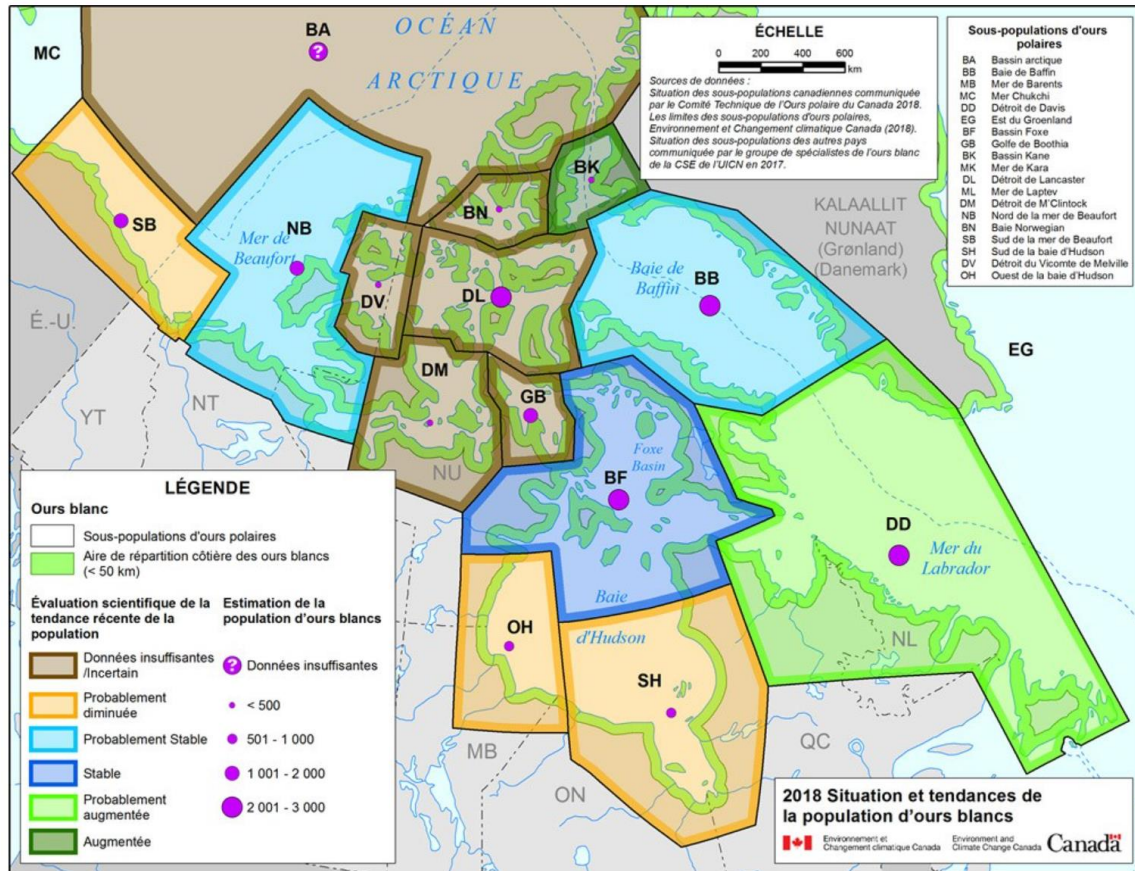 MC
BA
?
OCÉAN
ARCTIQUE
ÉCHELLE
0 200 400 600
km
Sources de données :
Situation des sous-populations canadiennes communiquée
par le Comité Technique de l'Ours polaire du Canada 2018.
Les limites des sous-populations d'ours polaires,
Environnement et Changement climatique Canada (2018).
Situation des sous-populations des autres pays
communiquée par le groupe de spécialistes de l'ours blanc
de la CSE de l'UICN en 2017.
Sous-populations d'ours
polaires
BA Bassin arctique
BB Baie de Baffin
MB Mer de Barents
MC Mer Chukchi
DD Détroit de Davis
EG Est du Groenland
BF Bassin Foxe
GB Golfe de Boothia
BK Bassin Kane
MK Mer de Kara
DL Détroit de Lancaster
ML Mer de Laptev
DM Détroit de M'Clintock
NB Nord de la mer de Beaufort
BN Baie Norwegian
SB Sud de la mer de Beaufort
SH Sud de la baie d'Hudson
DV Détroit du Vicomte de Melville
OH Ouest de la baie d'Hudson
BK
BN
SB
NB
Mer de
Beaufort
KALAALLIT
NUNAAT
(Grønland)
(Danemark)
Baie de
Baffin
BB
DV
DL
É.-U.
EG
DM
GB
YT
NT
NU
Foxe
Basin
BF
DD
Mer du
Labrador
Baie
d'Hudson
OH
SH
NL
MB
ON
QC
LÉGENDE
Ours blanc
Sous-populations d'ours polaires
Aire de répartition côtière des ours blancs
(< 50 km)
Évaluation scientifique de la
tendance récente de la
population
Données insuffisantes
/Incertain
Probablement
diminuée
Probablement Stable
Stable
Probablement
augmentée
Augmentée
Estimation de la
population d'ours blancs
? Données insuffisantes
< 500
501 - 1 000
1 001 - 2 000
2 001 - 3 000
2018 Situation et tendances de
la population d'ours blancs
Environnement et
Changement climatique Canada
Environment and
Climate Change Canada
Canada